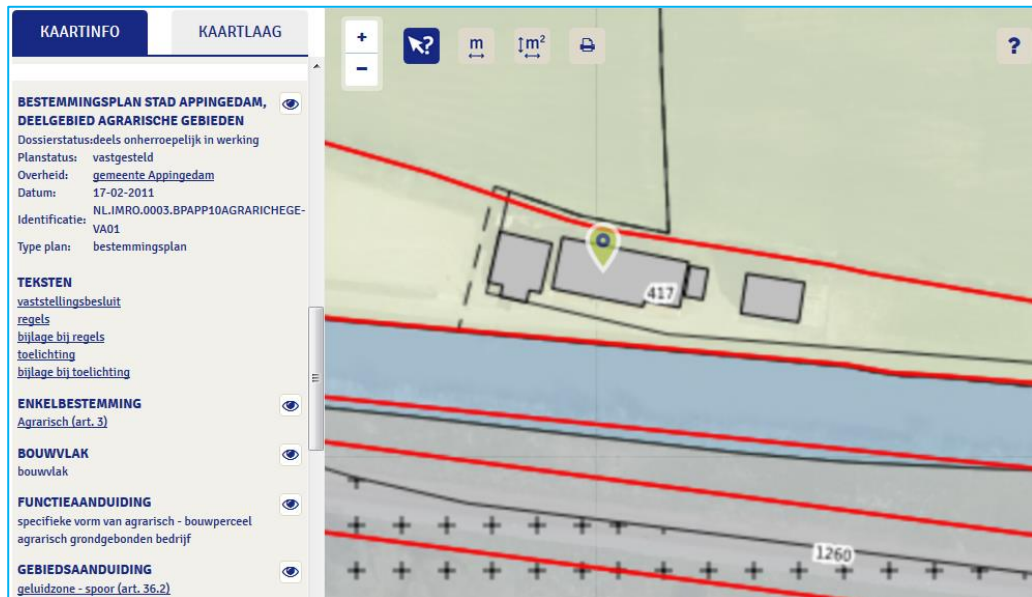 KAARTINFO
KAARTLAAG
BESTEMMINGSPLAN STAD APPINGEDAM,
DEELGEBIED AGRARISCHE GEBIEDEN
Dossierstatus:deels onherroepelijk in werking
Planstatus: vastgesteld
Overheid: gemeente Appingedam
Datum: 17-02-2011
Identificatie: NL.IMRO.0003.BPAPP10AGRARICHEGE-
VA01
Type plan: bestemmingsplan
TEKSTEN
vaststellingsbesluit
regels
bijlage bij regels
toelichting
bijlage bij toelichting
ENKELBESTEMMING
Agrarisch (art. 3)
BOUWVLAK
bouwvlak
FUNCTIEAANDUIDING
specifieke vorm van agrarisch - bouwperceel
agrarisch grondgebonden bedrijf
GEBIEDSAANDUIDING
geluidzone - spoor (art. 36.2)
+
−
?
m
m²
?
417
1260